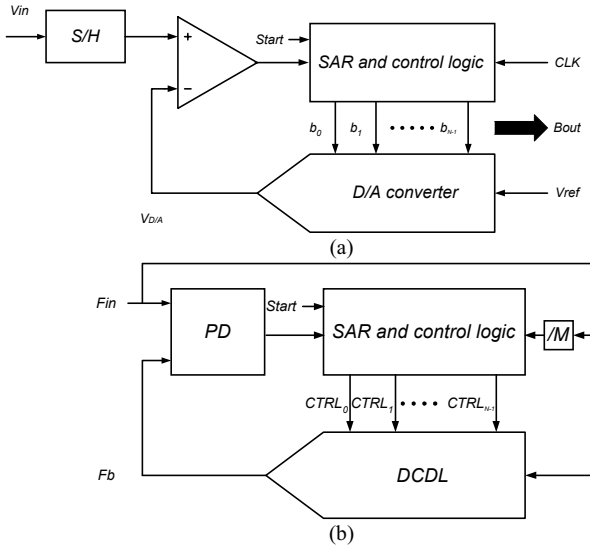 Vin
S/H
+
−
Start
SAR and control logic
CLK
b0 b1 ••••• bN-1
Bout
D/A converter
Vref
VD/A
(a)
Fin
PD
Start
SAR and control logic
/M
CTRL0 CTRL1 •••• CTRLN-1
Fb
DCDL
(b)